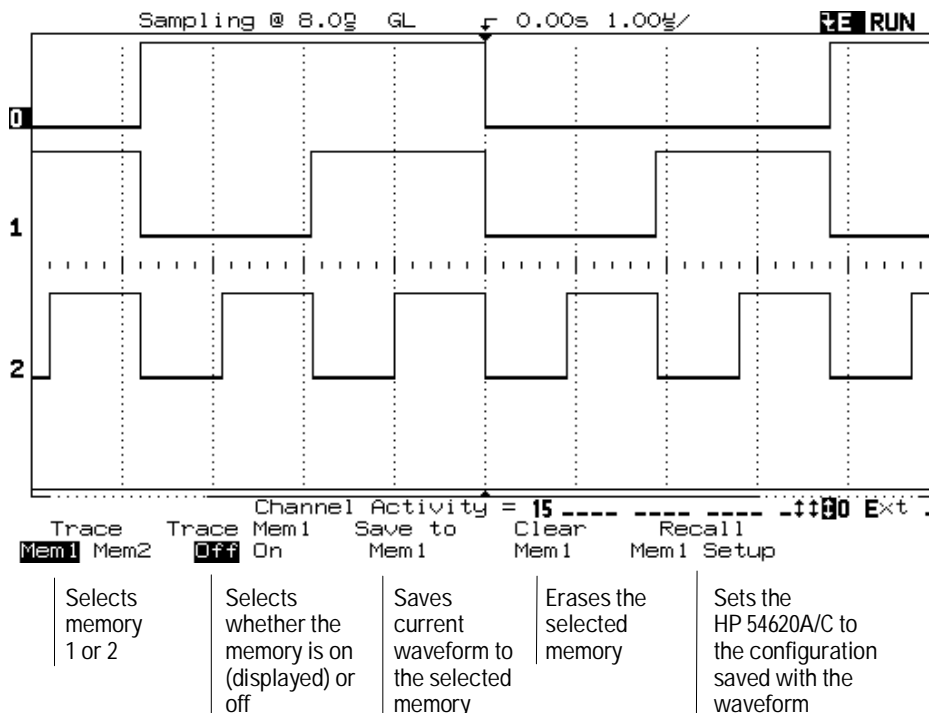 Sampling @ 8.0 GL 0.00s 1.00 / E RUN
0
1
2
Channel Activity = 15 ---- ---- ---- -↕↕↕0 Ext
Trace
Mem1 Mem2
Trace Mem1
Off On
Save to
Mem1
Clear
Mem1
Recall
Mem1 Setup
Selects
memory
1 or 2
Selects
whether the
memory is on
(displayed) or
off
Saves
current
waveform to
the selected
memory
Erases the
selected
memory
Sets the
HP 54620A/C to
the configuration
saved with the
waveform